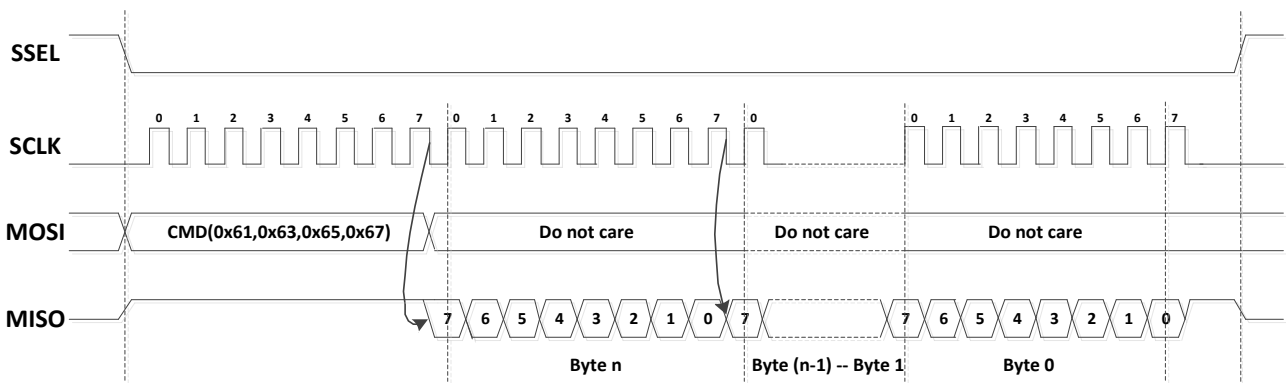 SSEL
0 1 2 3 4 5 6 7 0 1 2 3 4 5 6 7 0 0 1 2 3 4 5 6 7
SCLK
MOSI CMD(0x61,0x63,0x65,0x67) Do not care Do not care Do not care
MISO 7 6 5 4 3 2 1 0 7 7 6 5 4 3 2 1 0
Byte n Byte (n-1) -- Byte 1 Byte 0